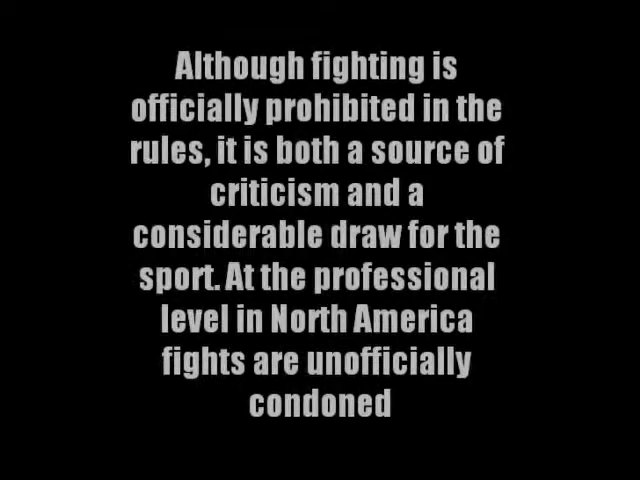 Although fighting is
officially prohibited in the
rules, it is both a source of
criticism and a
considerable draw for the
sport. At the professional
level in North America
fights are unofficially
condoned